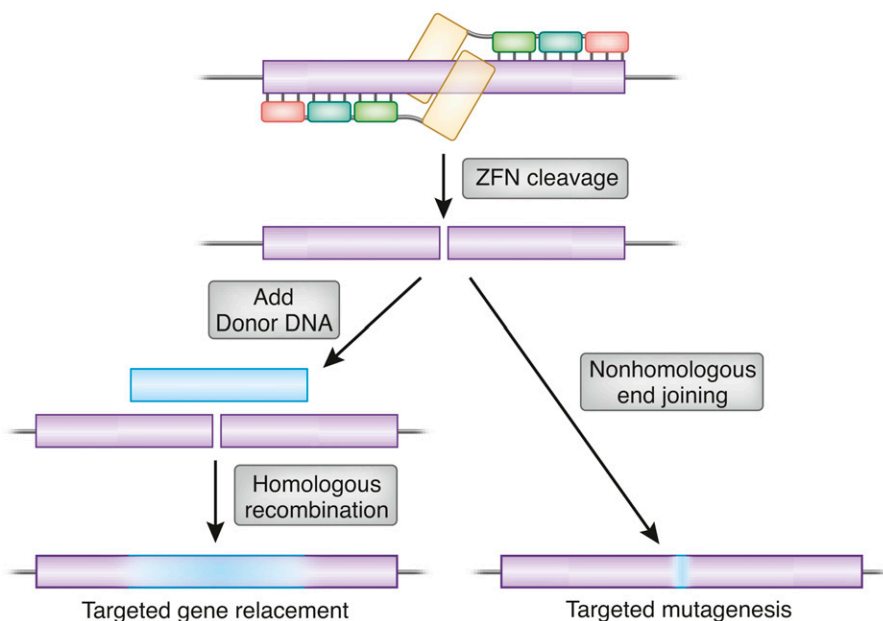 ZFN cleavage
Add
Donor DNA
Nonhomologous
end joining
Homologous
recombination
Targeted gene relacement
Targeted mutagenesis